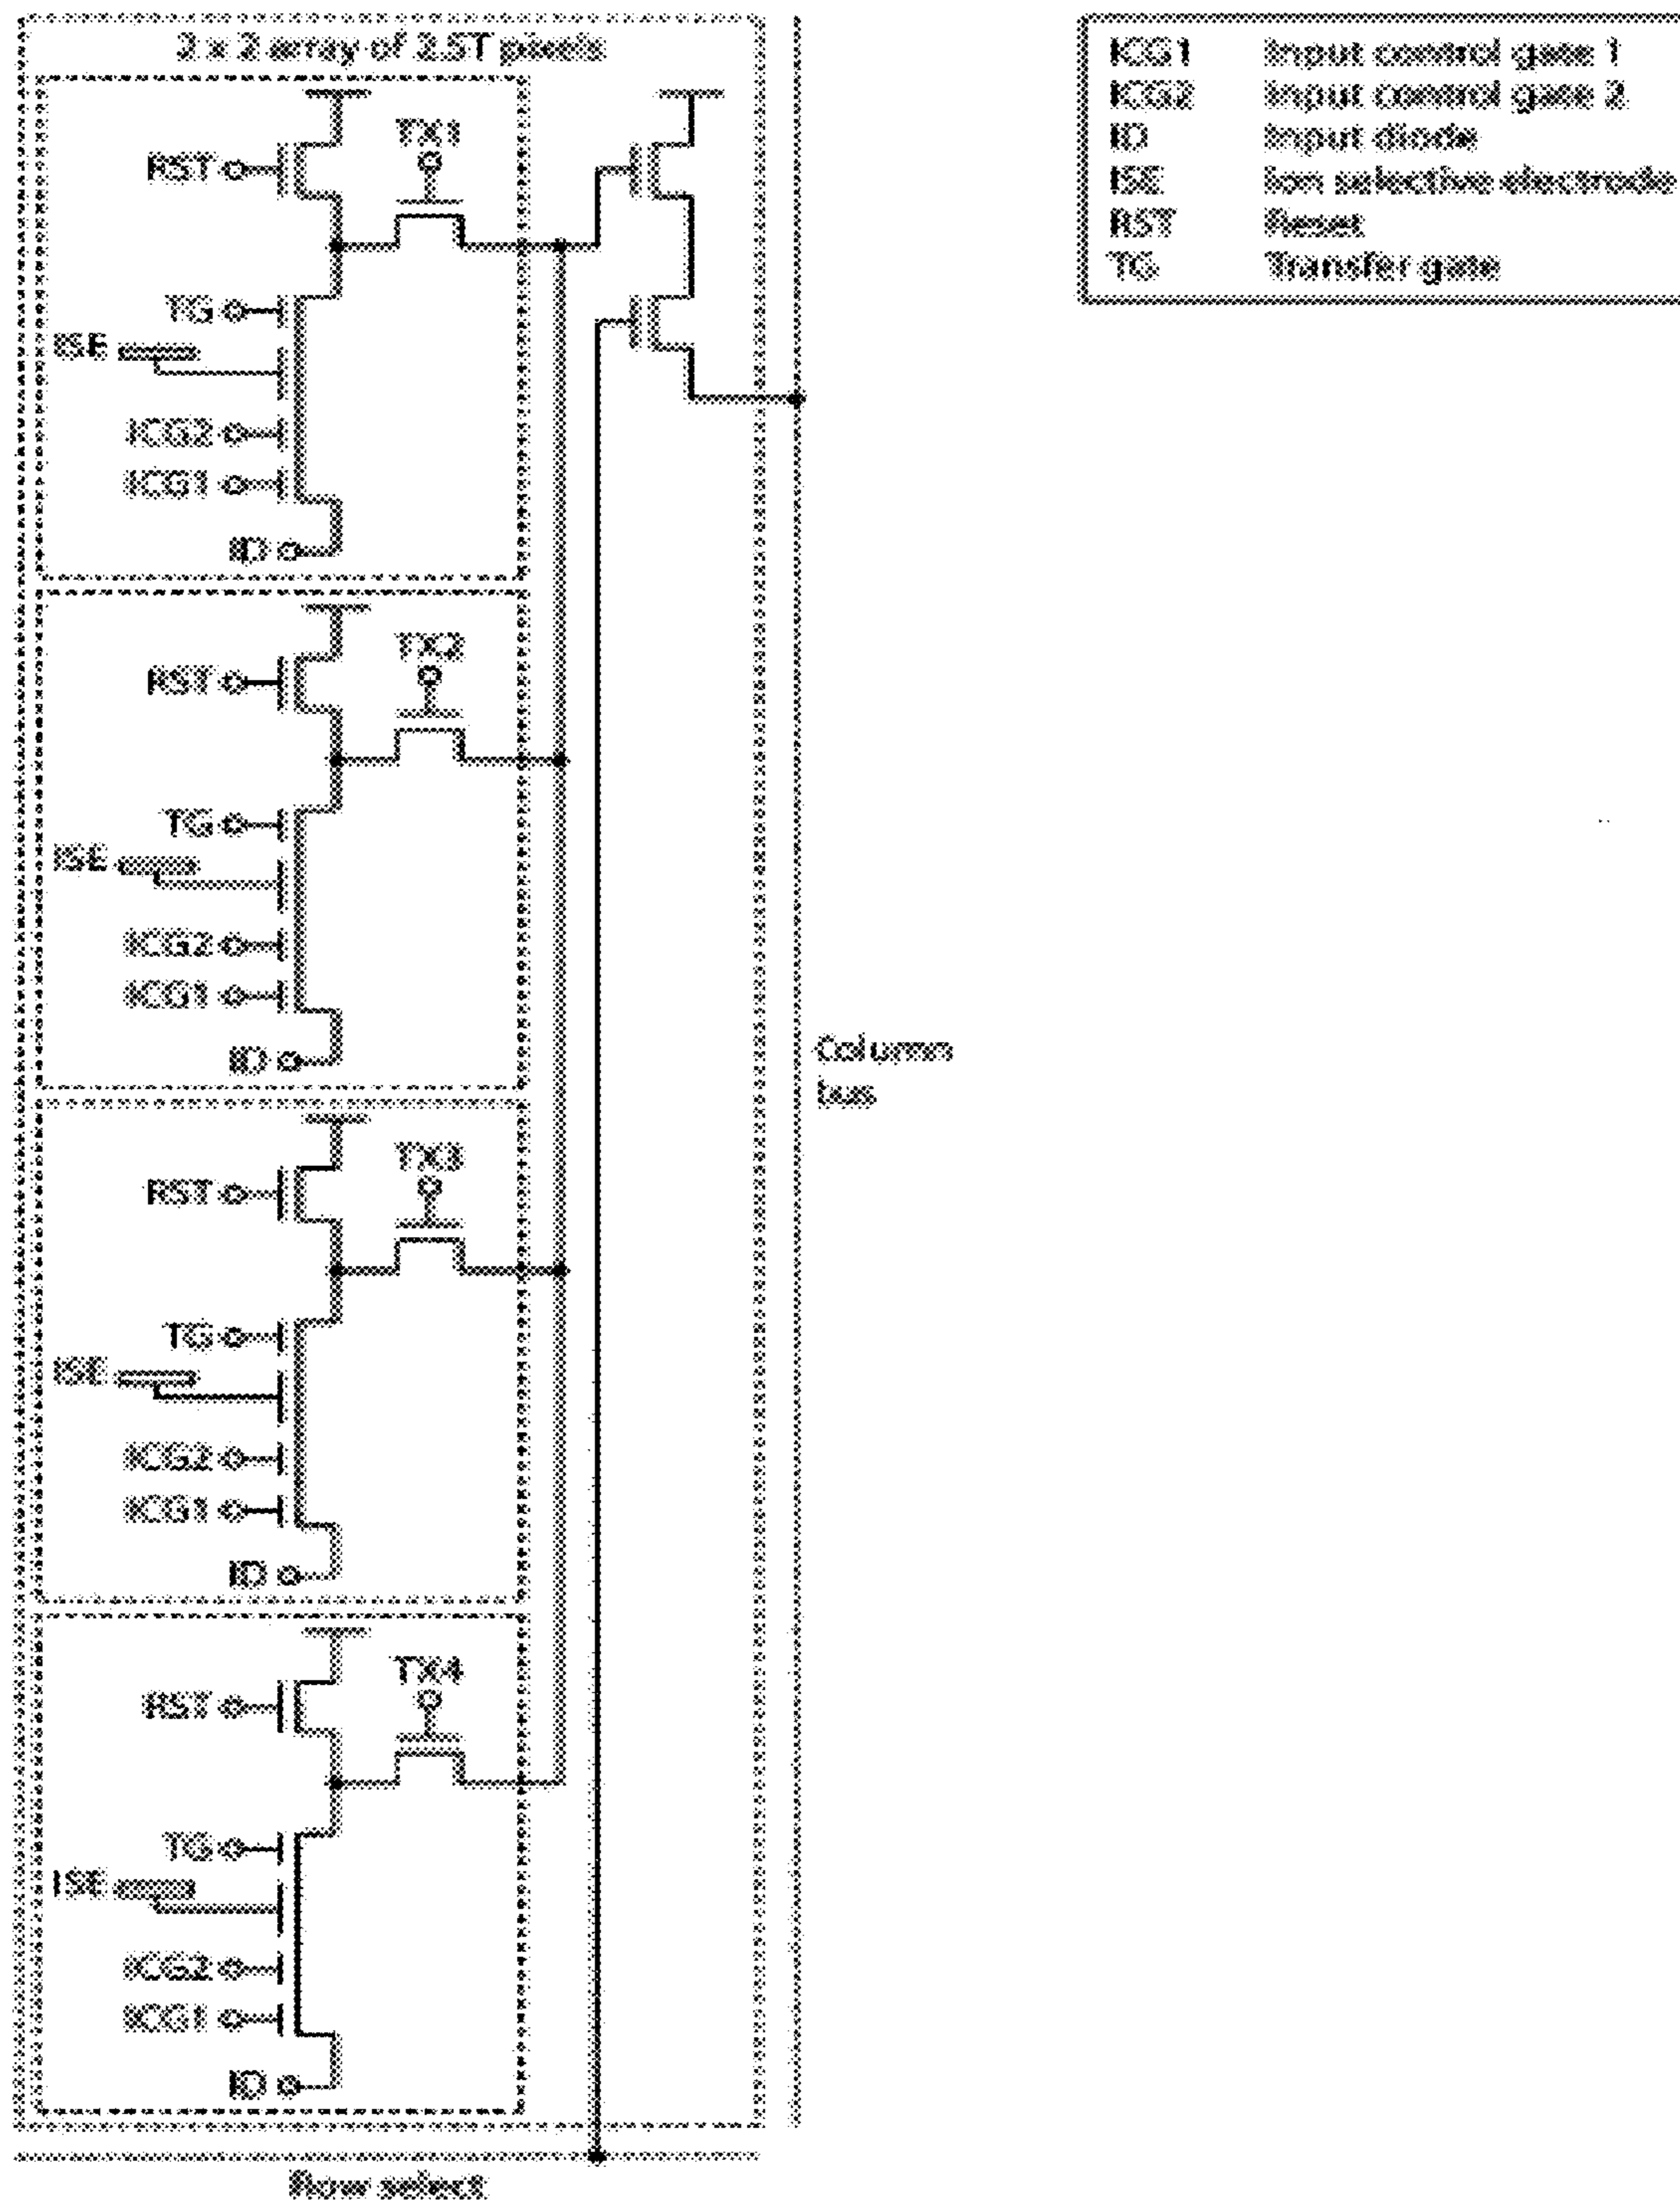 2 x 2 array of 2.5T pixels
ICG1 Input control gate 1
ICG2 Input control gate 2
ID Input diode
ISE Ion selective electrode
RST Reset
TG Transfer gate
TX1
RST
TG
ISE
ICG2
ICG1
ID
TX2
RST
TG
ISE
ICG2
ICG1
ID
Column
bus
TX3
RST
TG
ISE
ICG2
ICG1
ID
TX4
RST
TG
ISE
ICG2
ICG1
ID
Row select